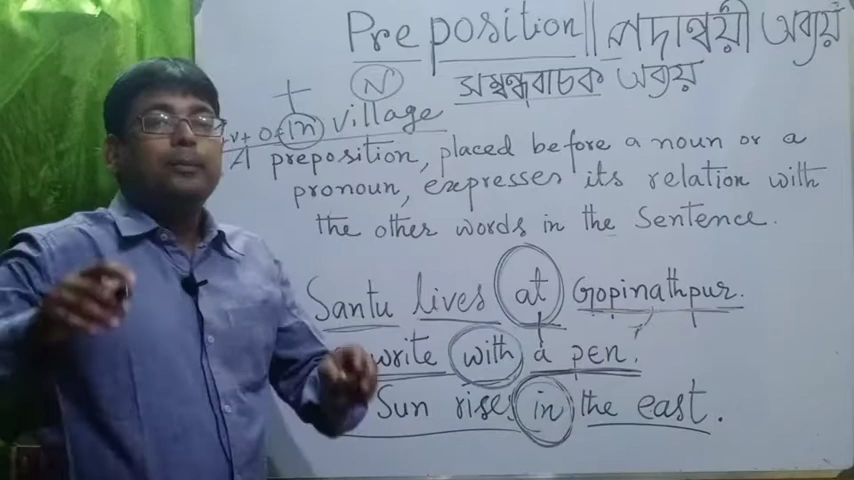 Preposition || পদান্বয়ী অব্যয়
N সম্বন্ধবাচক অব্যয়
in village
A preposition, placed before a noun or a
pronoun, expresses its relation with
the other words in the Sentence.
Santu lives at Gopinathpur.
write with a pen.
Sun rises in the east.